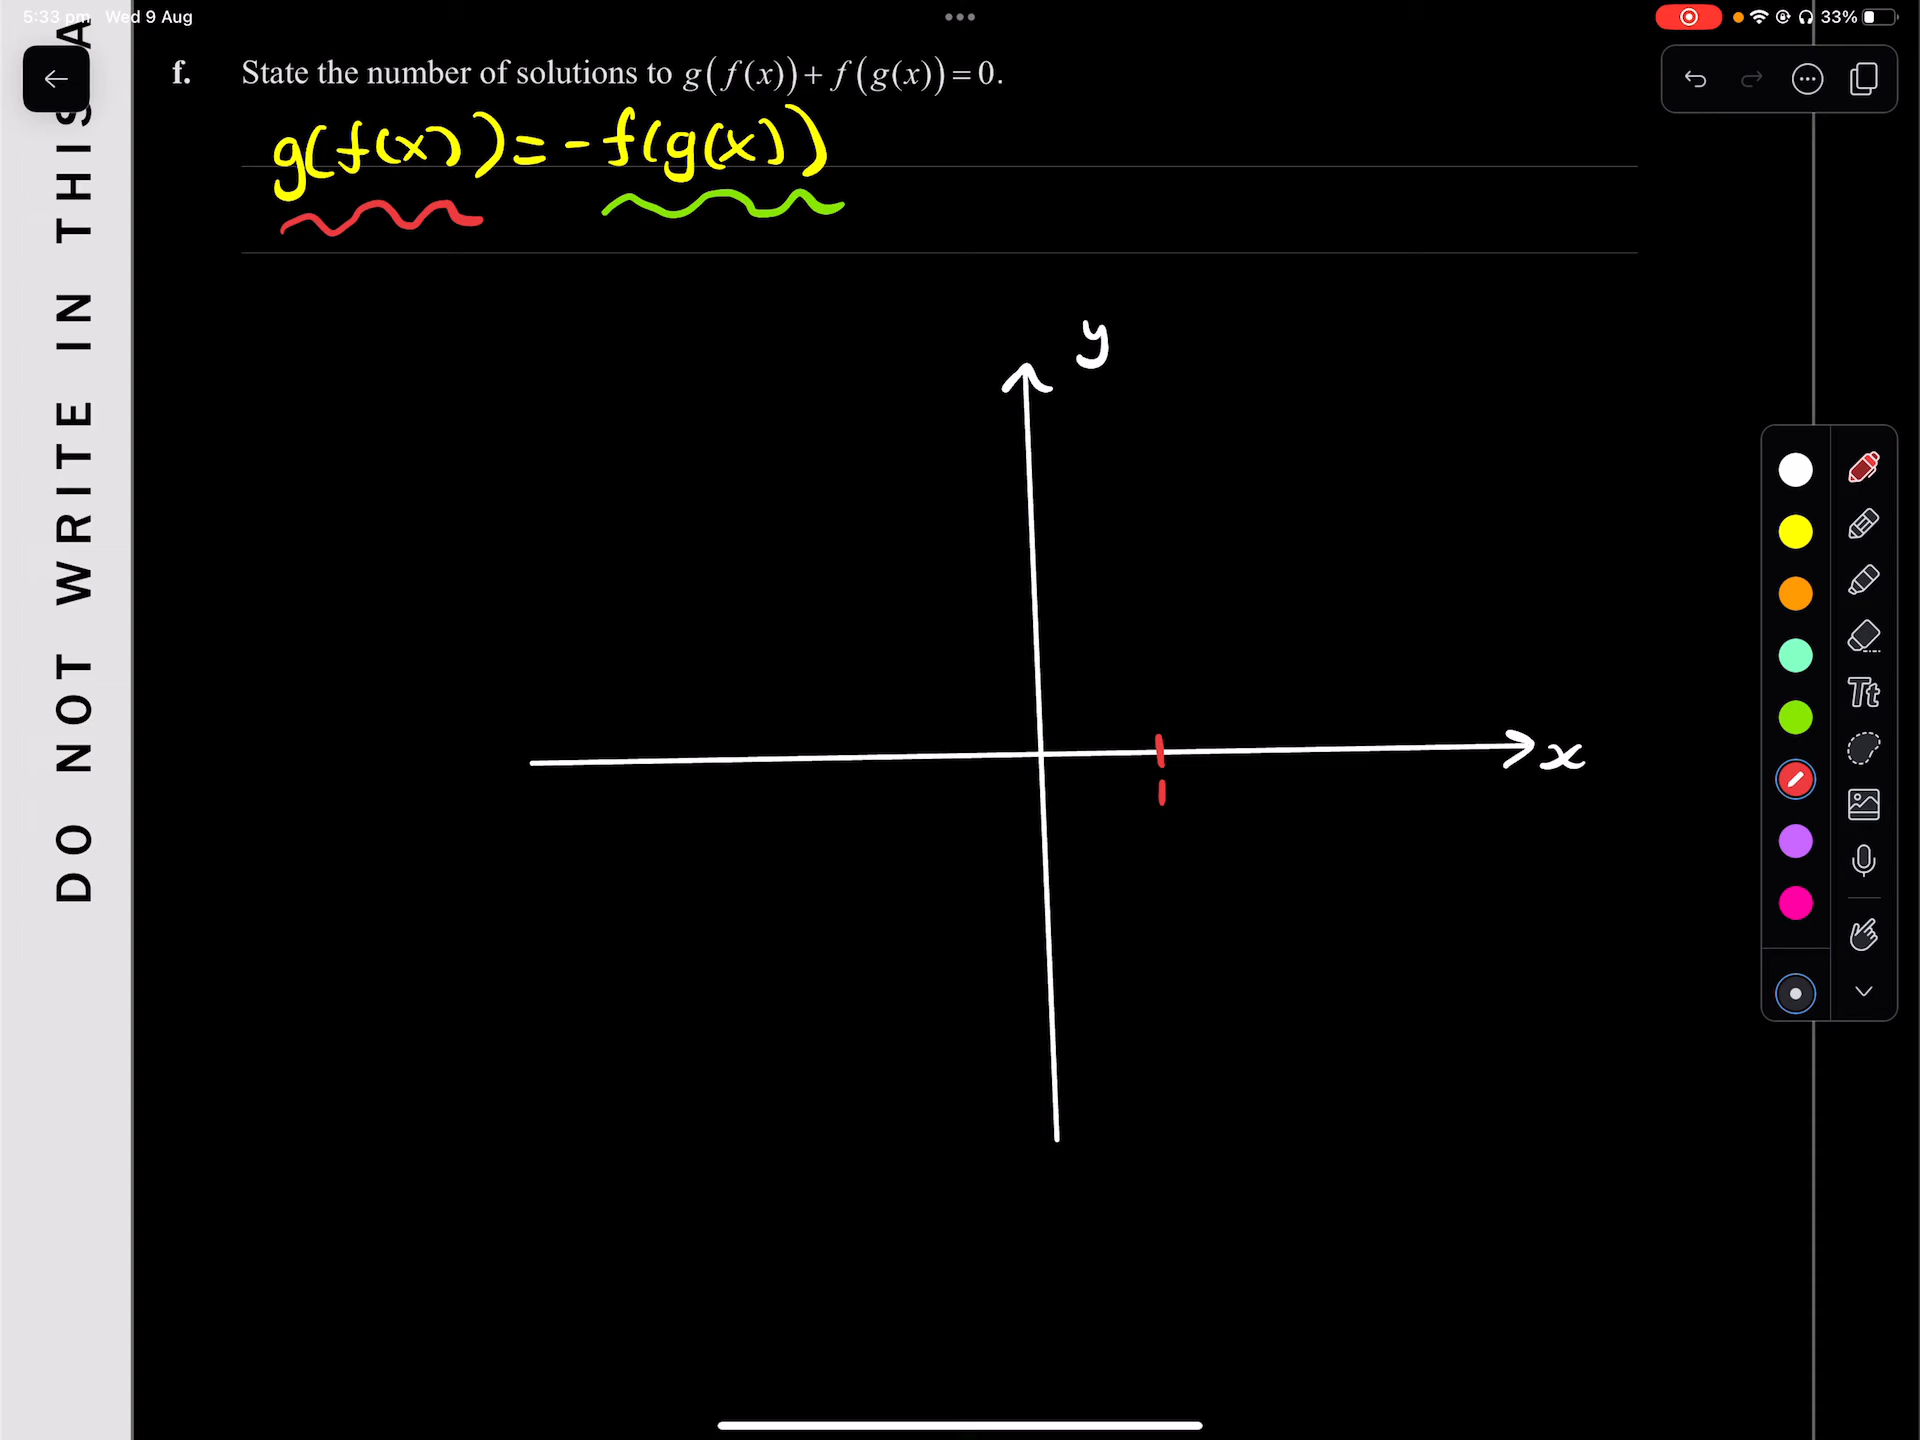 5:33 pm Wed 9 Aug
33%
DO NOT WRITE IN THIS A
f. State the number of solutions to g(f(x))+f(g(x))=0.
g(f(x))=-f(g(x))
y
x
Tt